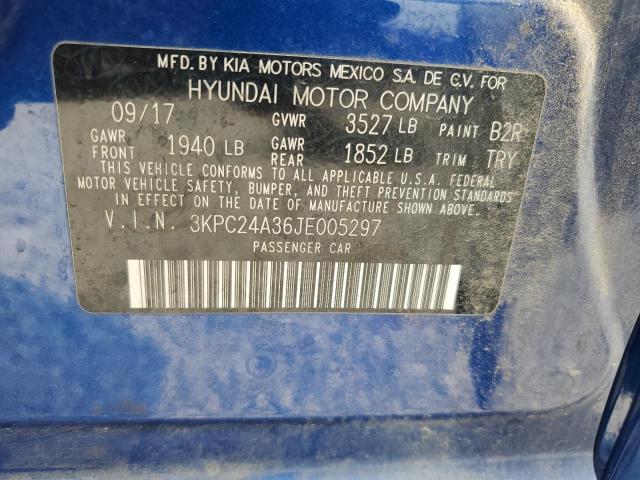 MFD. BY KIA MOTORS MEXICO S.A. DE C.V. FOR
HYUNDAI MOTOR COMPANY
09/17 GVWR 3527 LB PAINT B2R
GAWR FRONT 1940 LB GAWR REAR 1852 LB TRIM TRY
THIS VEHICLE CONFORMS TO ALL APPLICABLE U.S.A. FEDERAL
MOTOR VEHICLE SAFETY, BUMPER, AND THEFT PREVENTION STANDARDS
IN EFFECT ON THE DATE OF MANUFACTURE SHOWN ABOVE.
V.I.N. 3KPC24A36JE005297
PASSENGER CAR